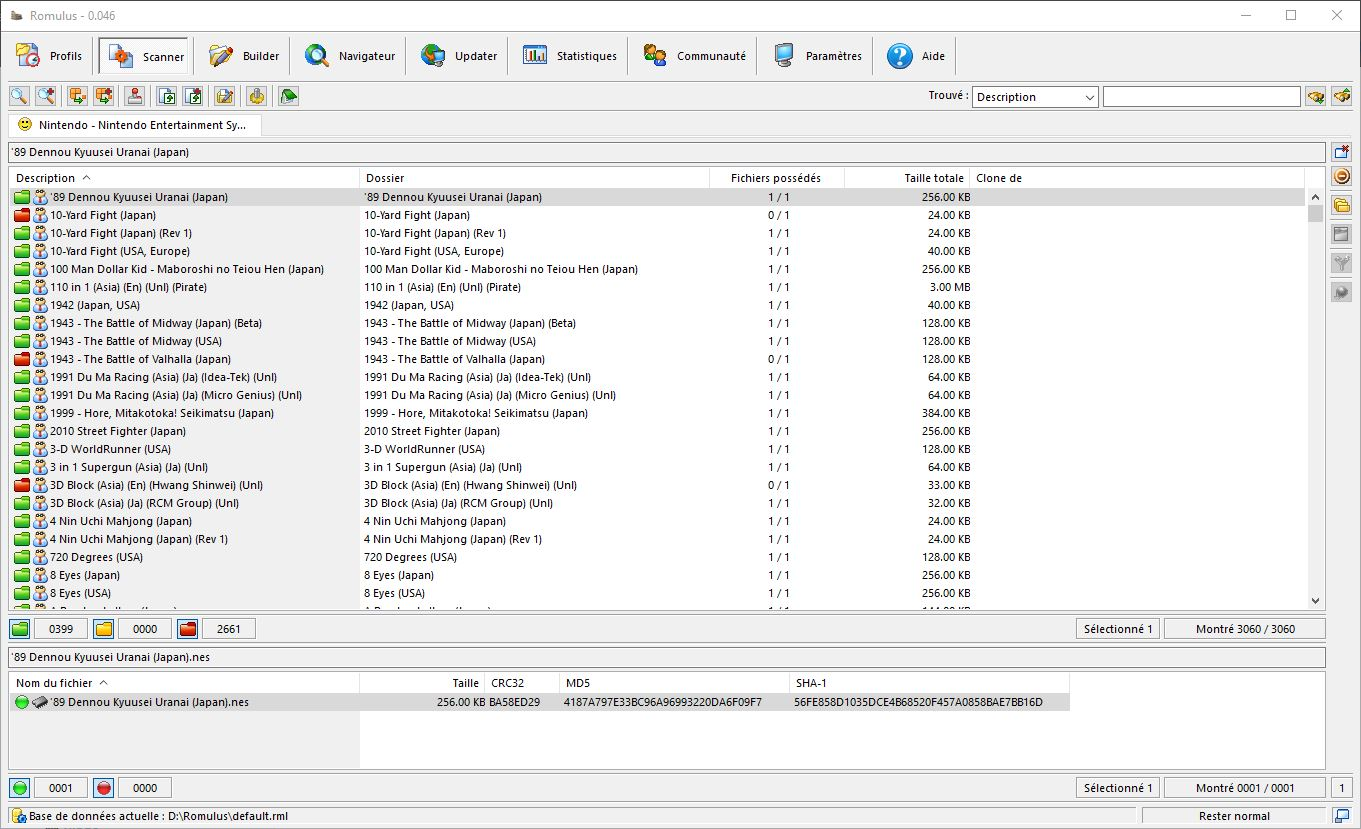 Romulus - 0.046
Profils Scanner Builder Navigateur Updater Statistiques Communauté Paramètres Aide
Trouvé : Description
Nintendo - Nintendo Entertainment Sy...
'89 Dennou Kyuusei Uranai (Japan)
Description Dossier Fichiers possédés Taille totale Clone de
'89 Dennou Kyuusei Uranai (Japan) '89 Dennou Kyuusei Uranai (Japan) 1 / 1 256.00 KB
10-Yard Fight (Japan) 10-Yard Fight (Japan) 0 / 1 24.00 KB
10-Yard Fight (Japan) (Rev 1) 10-Yard Fight (Japan) (Rev 1) 1 / 1 24.00 KB
10-Yard Fight (USA, Europe) 10-Yard Fight (USA, Europe) 1 / 1 40.00 KB
100 Man Dollar Kid - Maboroshi no Teiou Hen (Japan) 100 Man Dollar Kid - Maboroshi no Teiou Hen (Japan) 1 / 1 256.00 KB
110 in 1 (Asia) (En) (Unl) (Pirate) 110 in 1 (Asia) (En) (Unl) (Pirate) 1 / 1 3.00 MB
1942 (Japan, USA) 1942 (Japan, USA) 1 / 1 40.00 KB
1943 - The Battle of Midway (Japan) (Beta) 1943 - The Battle of Midway (Japan) (Beta) 1 / 1 128.00 KB
1943 - The Battle of Midway (USA) 1943 - The Battle of Midway (USA) 1 / 1 128.00 KB
1943 - The Battle of Valhalla (Japan) 1943 - The Battle of Valhalla (Japan) 0 / 1 128.00 KB
1991 Du Ma Racing (Asia) (Ja) (Idea-Tek) (Unl) 1991 Du Ma Racing (Asia) (Ja) (Idea-Tek) (Unl) 1 / 1 64.00 KB
1991 Du Ma Racing (Asia) (Ja) (Micro Genius) (Unl) 1991 Du Ma Racing (Asia) (Ja) (Micro Genius) (Unl) 1 / 1 64.00 KB
1999 - Hore, Mitakotoka! Seikimatsu (Japan) 1999 - Hore, Mitakotoka! Seikimatsu (Japan) 1 / 1 384.00 KB
2010 Street Fighter (Japan) 2010 Street Fighter (Japan) 1 / 1 256.00 KB
3-D WorldRunner (USA) 3-D WorldRunner (USA) 1 / 1 128.00 KB
3 in 1 Supergun (Asia) (Ja) (Unl) 3 in 1 Supergun (Asia) (Ja) (Unl) 1 / 1 64.00 KB
3D Block (Asia) (En) (Hwang Shinwei) (Unl) 3D Block (Asia) (En) (Hwang Shinwei) (Unl) 0 / 1 33.00 KB
3D Block (Asia) (Ja) (RCM Group) (Unl) 3D Block (Asia) (Ja) (RCM Group) (Unl) 1 / 1 32.00 KB
4 Nin Uchi Mahjong (Japan) 4 Nin Uchi Mahjong (Japan) 1 / 1 24.00 KB
4 Nin Uchi Mahjong (Japan) (Rev 1) 4 Nin Uchi Mahjong (Japan) (Rev 1) 1 / 1 24.00 KB
720 Degrees (USA) 720 Degrees (USA) 1 / 1 128.00 KB
8 Eyes (Japan) 8 Eyes (Japan) 1 / 1 256.00 KB
8 Eyes (USA) 8 Eyes (USA) 1 / 1 256.00 KB
0399 0000 2661 Sélectionné 1 Montré 3060 / 3060
'89 Dennou Kyuusei Uranai (Japan).nes
Nom du fichier Taille CRC32 MD5 SHA-1
'89 Dennou Kyuusei Uranai (Japan).nes 256.00 KB BA58ED29 4187A797E33BC96A96993220DA6F09F7 56FE858D1035DCE4B68520F457A0858BAE7BB16D
0001 0000 Sélectionné 1 Montré 0001 / 0001 1
Base de données actuelle : D:\Romulus\default.rml Rester normal